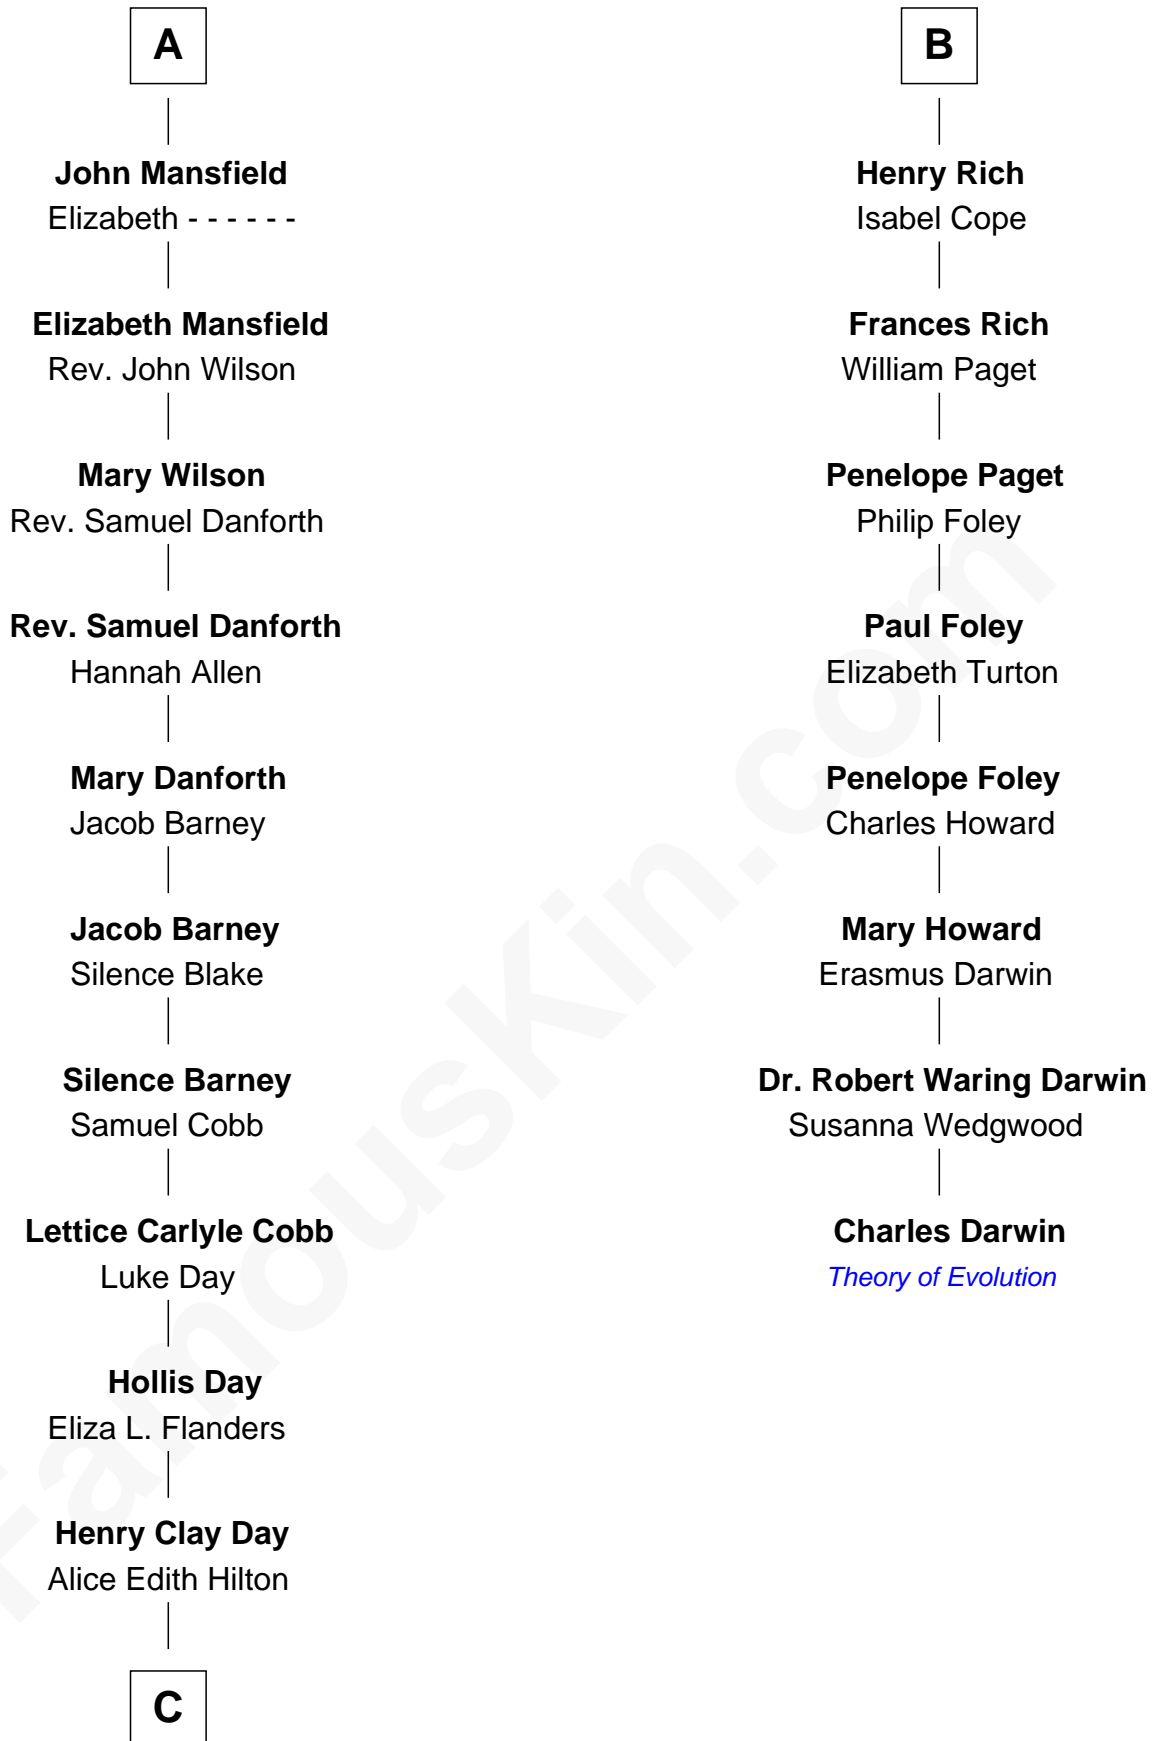 A
John Mansfield
Elizabeth - - - - - -
Elizabeth Mansfield
Rev. John Wilson
Mary Wilson
Rev. Samuel Danforth
Rev. Samuel Danforth
Hannah Allen
Mary Danforth
Jacob Barney
Jacob Barney
Silence Blake
Silence Barney
Samuel Cobb
Lettice Carlyle Cobb
Luke Day
Hollis Day
Eliza L. Flanders
Henry Clay Day
Alice Edith Hilton
C
B
Henry Rich
Isabel Cope
Frances Rich
William Paget
Penelope Paget
Philip Foley
Paul Foley
Elizabeth Turton
Penelope Foley
Charles Howard
Mary Howard
Erasmus Darwin
Dr. Robert Waring Darwin
Susanna Wedgwood
Charles Darwin
Theory of Evolution
FamousKin.com